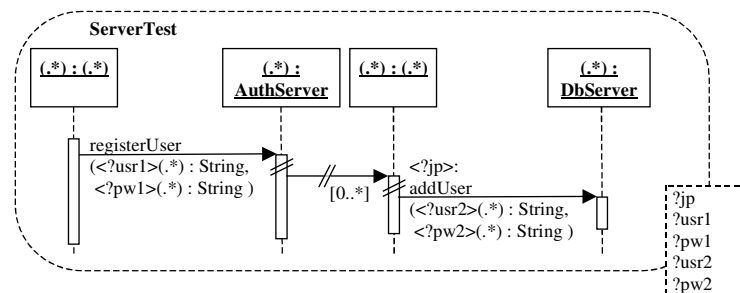 ServerTest
(.*) : (.*)
(.*) :
AuthServer
(.*) : (.*)
(.*) :
DbServer
registerUser
(<?usr1>(.*) : String,
<?pw1>(.*) : String )
[0..*]
<?jp>:
addUser
(<?usr2>(.*) : String,
<?pw2>(.*) : String )
?jp
?usr1
?pw1
?usr2
?pw2